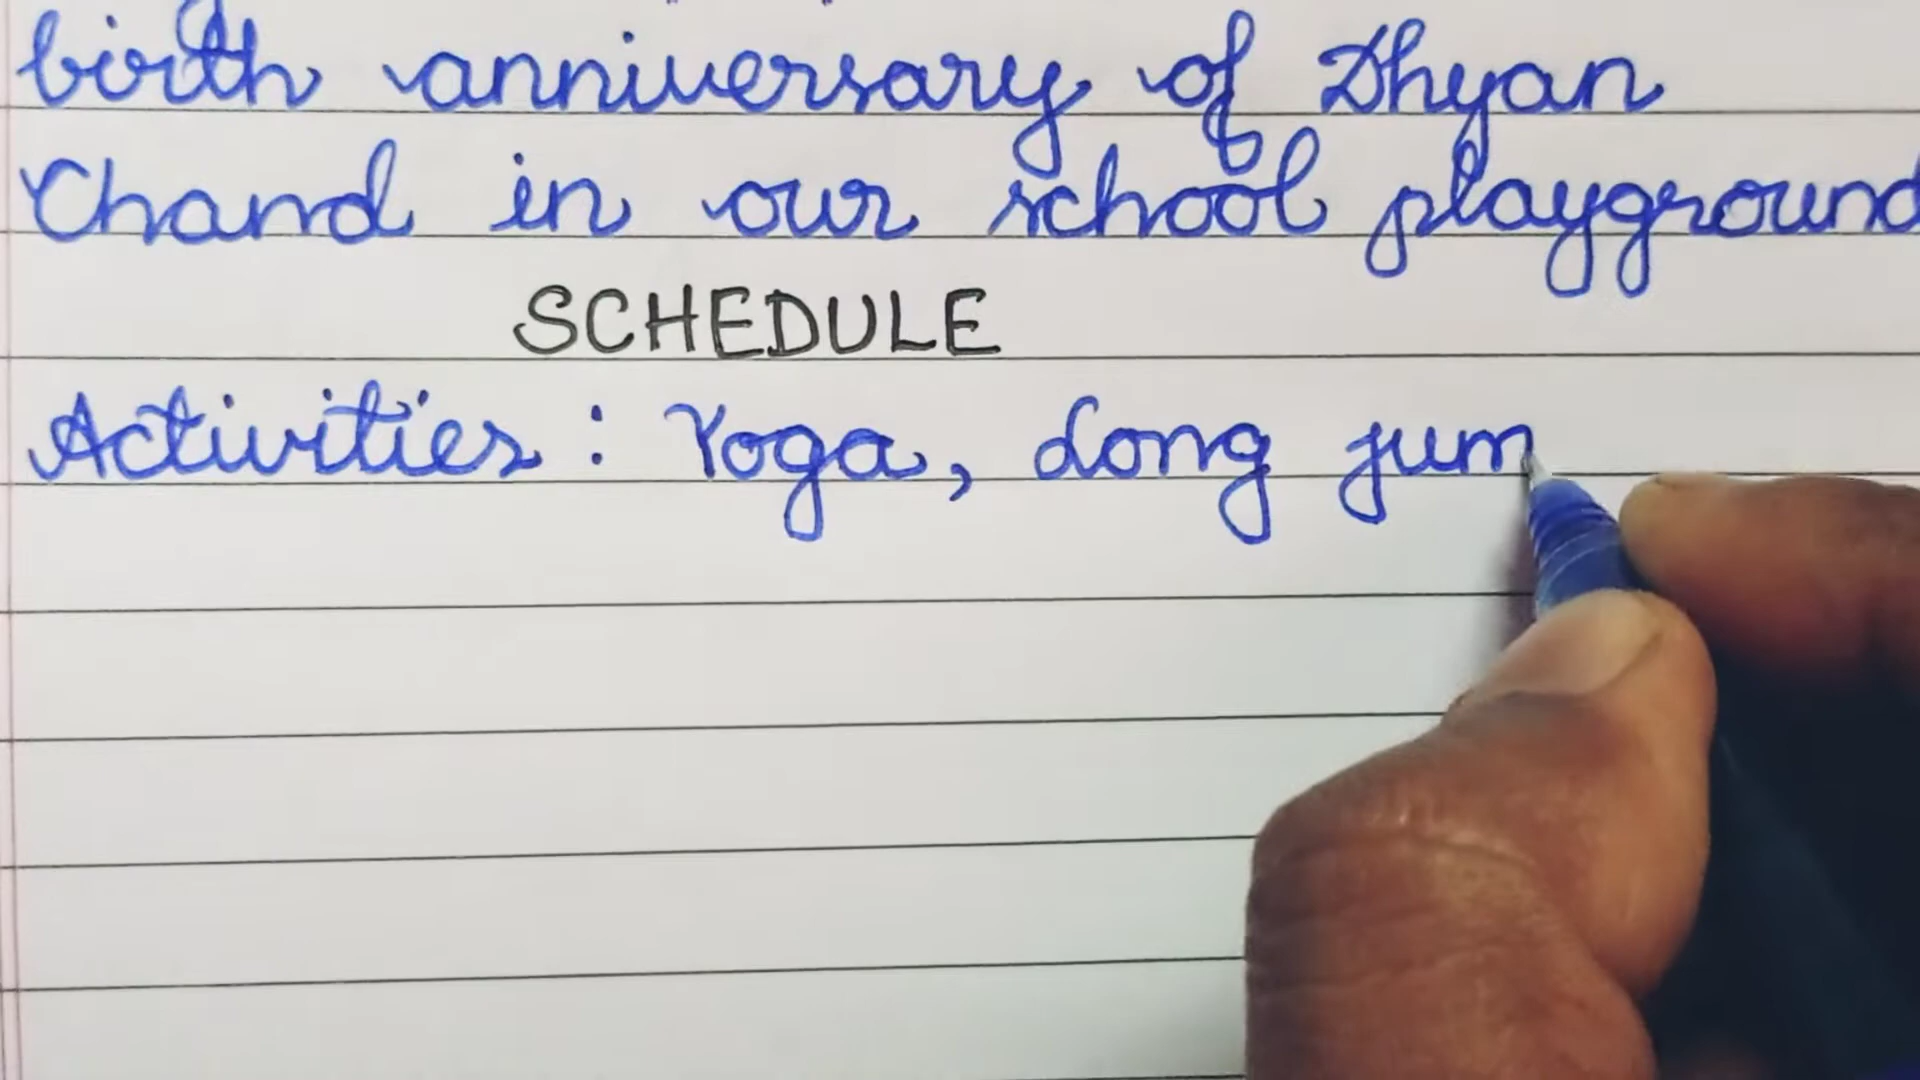 birth anniversary of Dhyan
Chand in our school playground
SCHEDULE
Activities : Yoga, Long jum